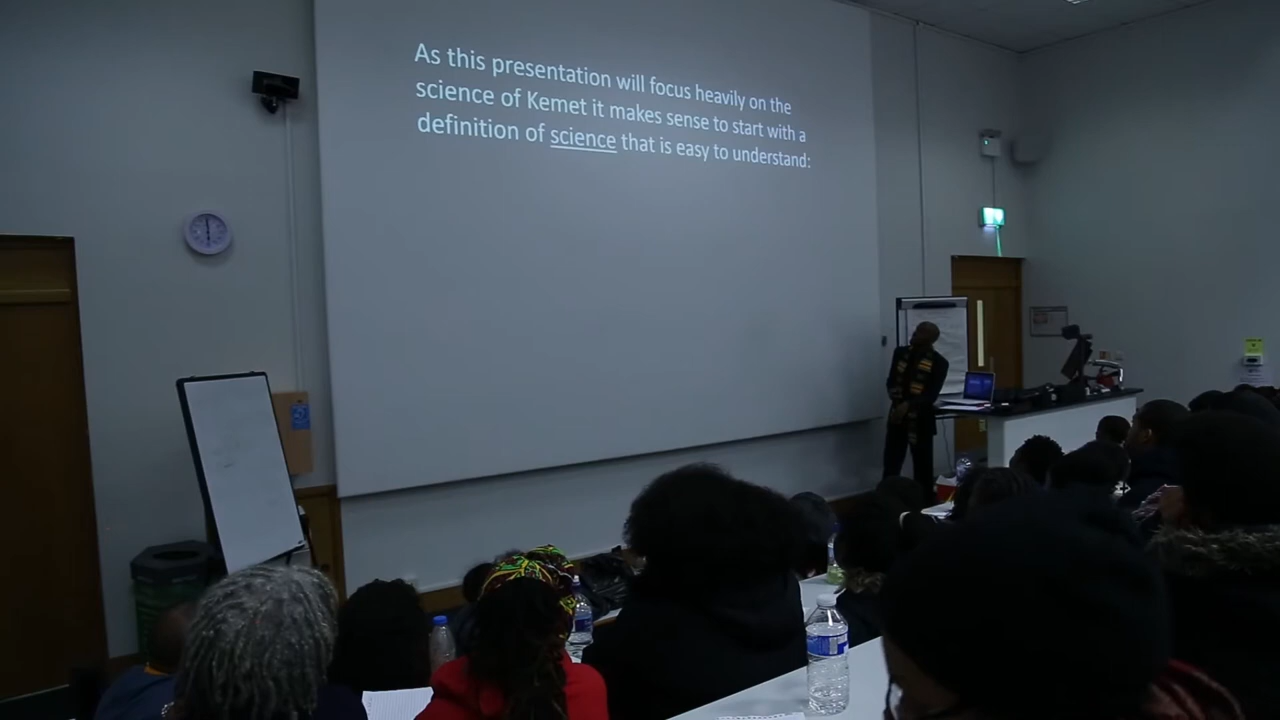 As this presentation will focus heavily on the
science of Kemet it makes sense to start with a
definition of science that is easy to understand: